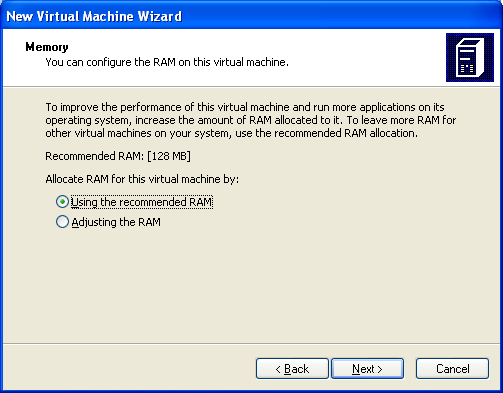 New Virtual Machine Wizard
Memory
You can configure the RAM on this virtual machine.
To improve the performance of this virtual machine and run more applications on its
operating system, increase the amount of RAM allocated to it. To leave more RAM for
other virtual machines on your system, use the recommended RAM allocation.
Recommended RAM: [128 MB]
Allocate RAM for this virtual machine by:
Using the recommended RAM
Adjusting the RAM
< Back
Next >
Cancel